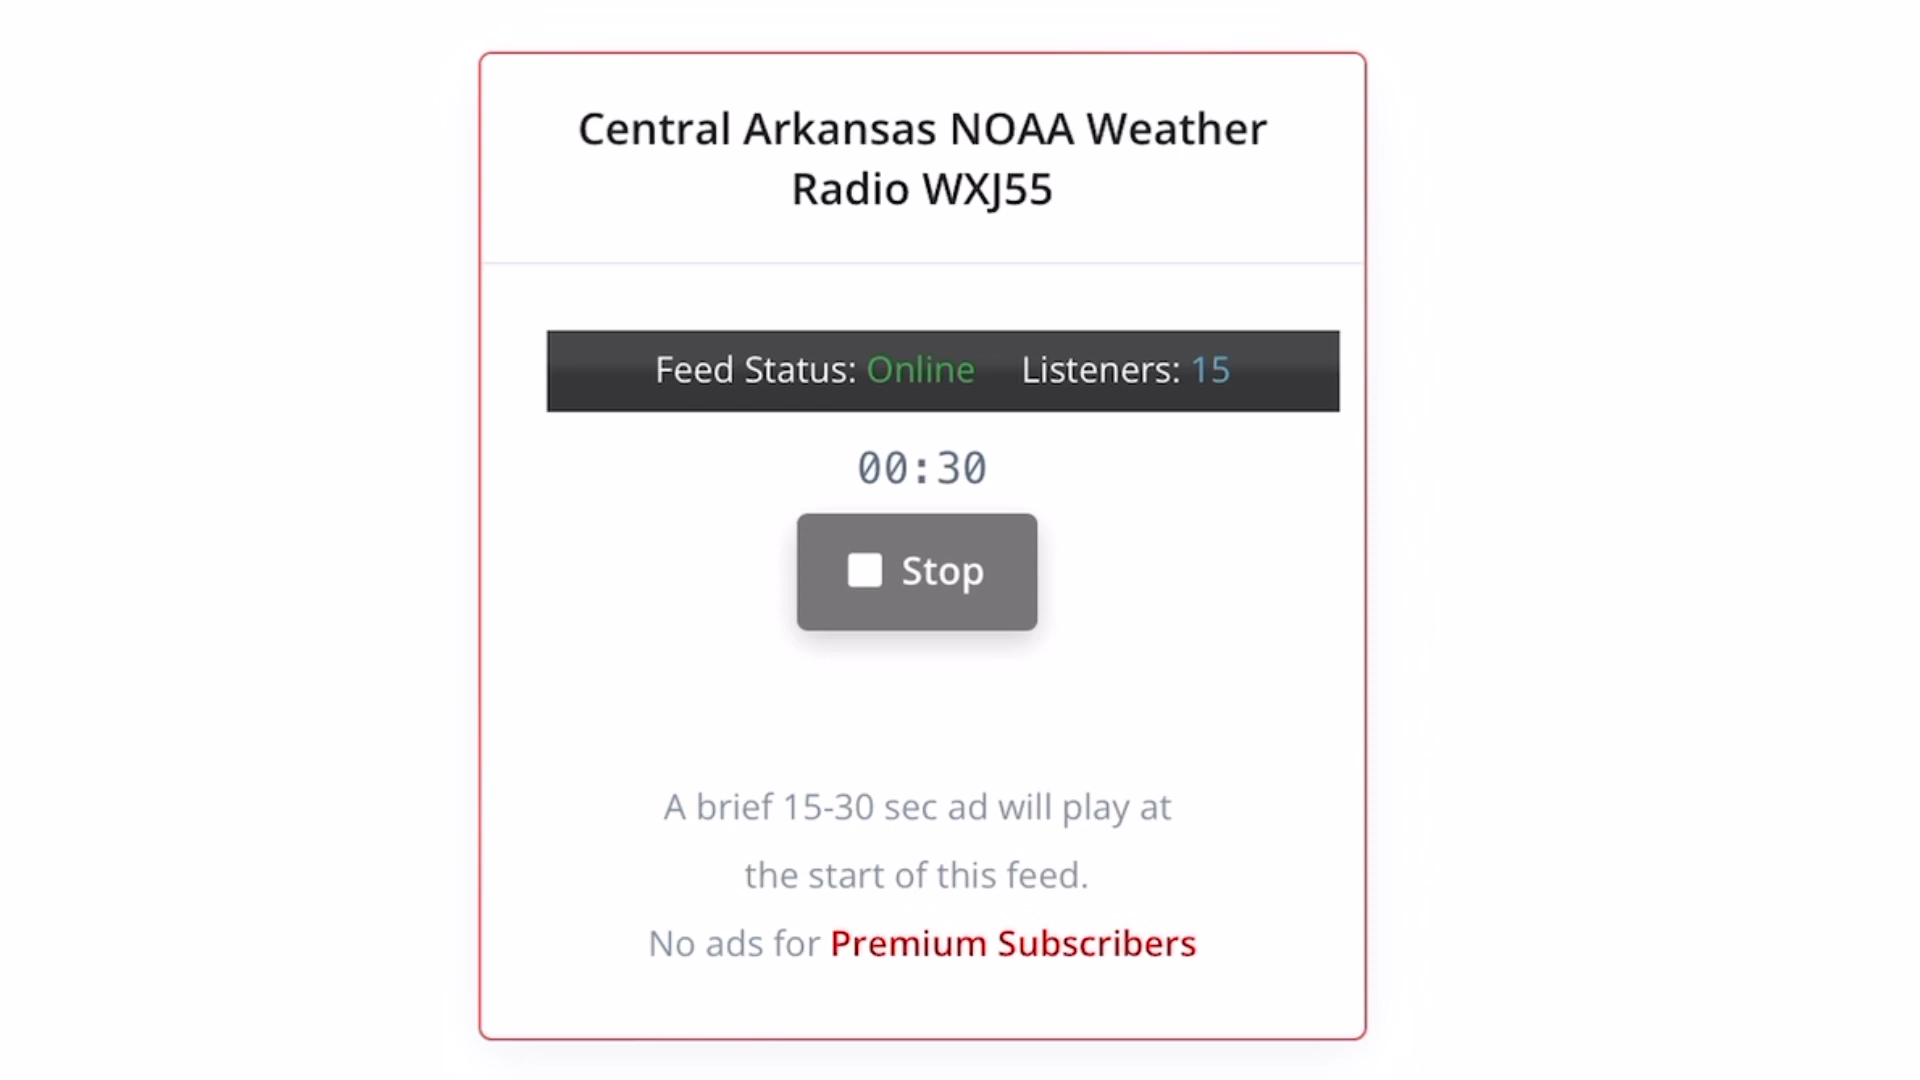 Central Arkansas NOAA Weather
Radio WXJ55
Feed Status: Online Listeners: 15
00:30
Stop
A brief 15-30 sec ad will play at
the start of this feed.
No ads for Premium Subscribers